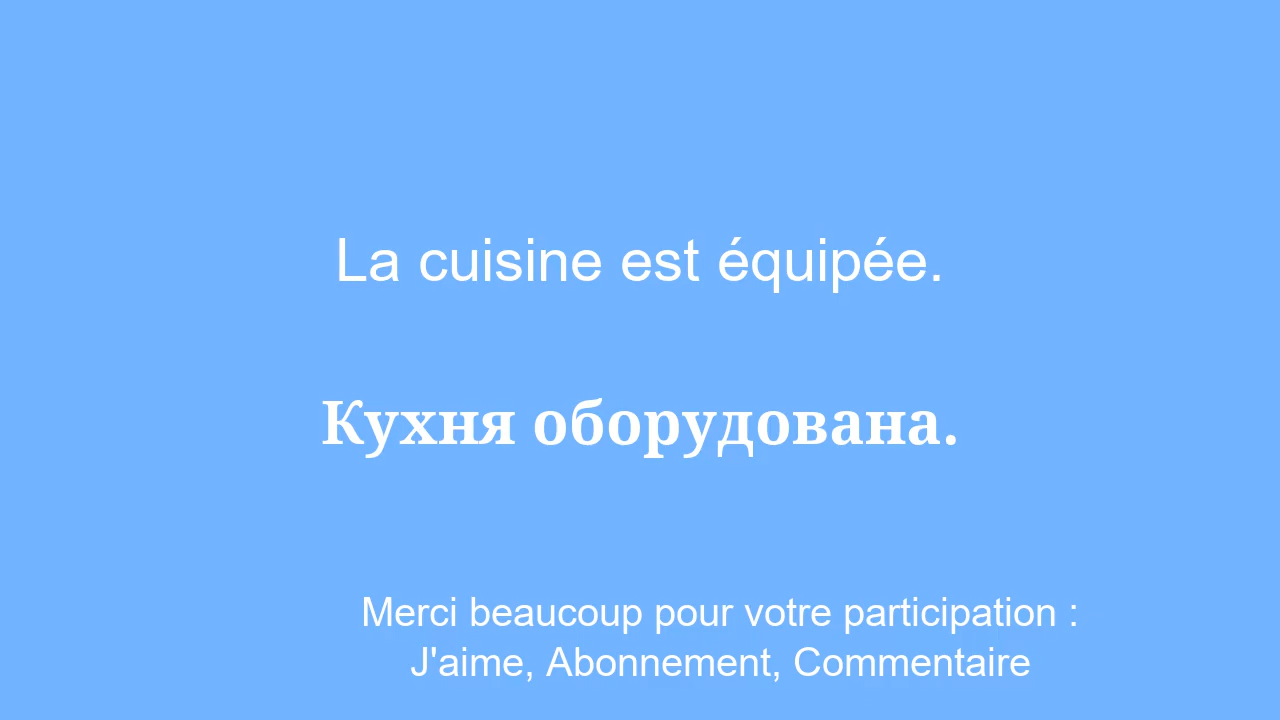 La cuisine est équipée.
Кухня оборудована.
Merci beaucoup pour votre participation :
J'aime, Abonnement, Commentaire